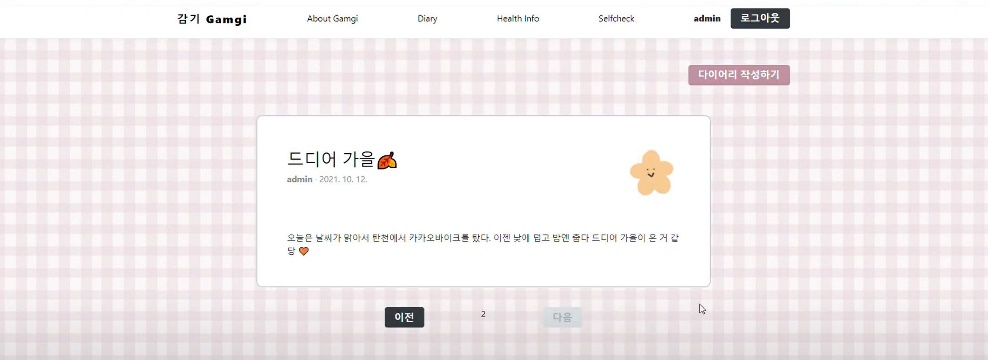 감기 Gamgi
About Gamgi
Diary
Health Info
Selfcheck
admin
로그아웃
다이어리 작성하기
드디어 가을🍂
admin · 2021. 10. 12.
오늘은 날씨가 맑아서 탄천에서 카카오바이크를 탔다. 이젠 낮에 덥고 밤엔 춥다 드디어 가을이 온 거 같
당 🧡
이전
2
다음